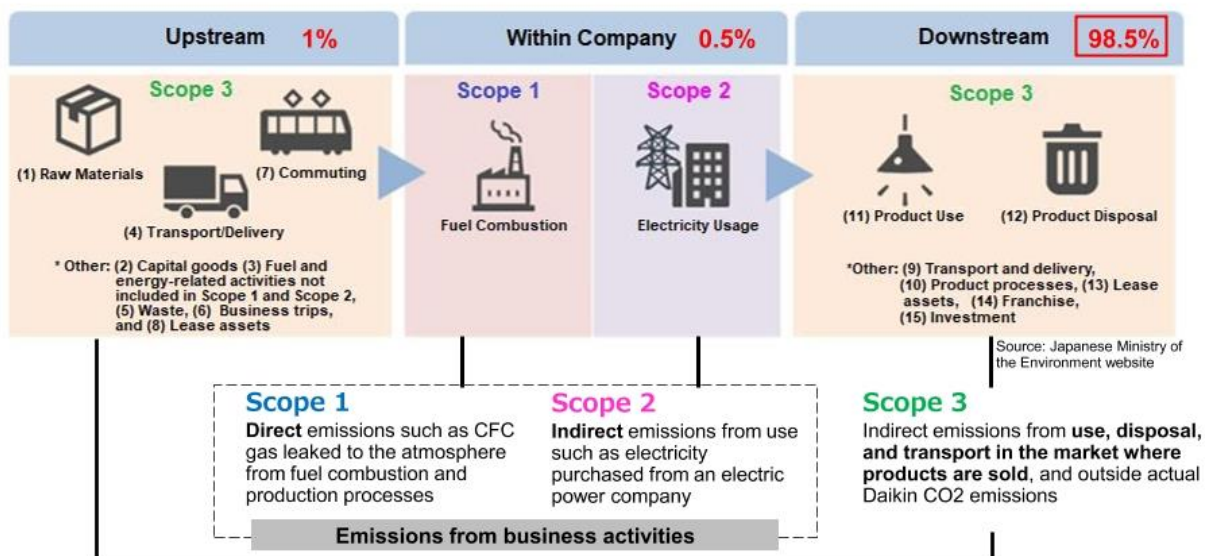 Upstream 1%
Within Company 0.5%
Downstream 98.5%
Scope 3
(1) Raw Materials
(7) Commuting
(4) Transport/Delivery
* Other: (2) Capital goods (3) Fuel and
energy-related activities not
included in Scope 1 and Scope 2,
(5) Waste, (6) Business trips,
and (8) Lease assets
Scope 1
Fuel Combustion
Scope 2
Electricity Usage
Scope 3
(11) Product Use
(12) Product Disposal
*Other: (9) Transport and delivery,
(10) Product processes, (13) Lease
assets, (14) Franchise,
(15) Investment
Source: Japanese Ministry of
the Environment website
Scope 1
Direct emissions such as CFC
gas leaked to the atmosphere
from fuel combustion and
production processes
Scope 2
Indirect emissions from use
such as electricity
purchased from an electric
power company
Emissions from business activities
Scope 3
Indirect emissions from use, disposal,
and transport in the market where
products are sold, and outside actual
Daikin CO2 emissions